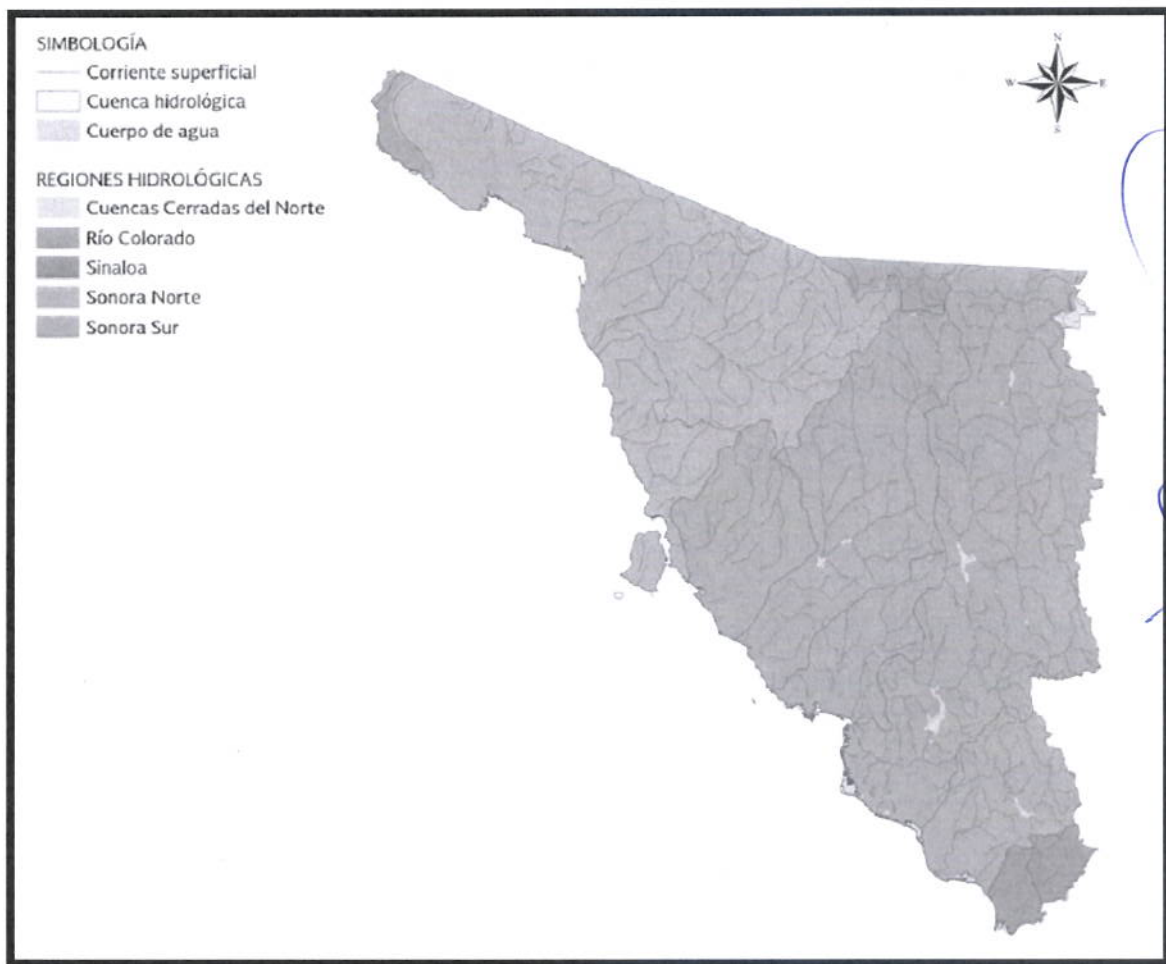 SIMBOLOGÍA
Corriente superficial
Cuenca hidrológica
Cuerpo de agua
REGIONES HIDROLÓGICAS
Cuencas Cerradas del Norte
Río Colorado
Sinaloa
Sonora Norte
Sonora Sur
N
W E
S